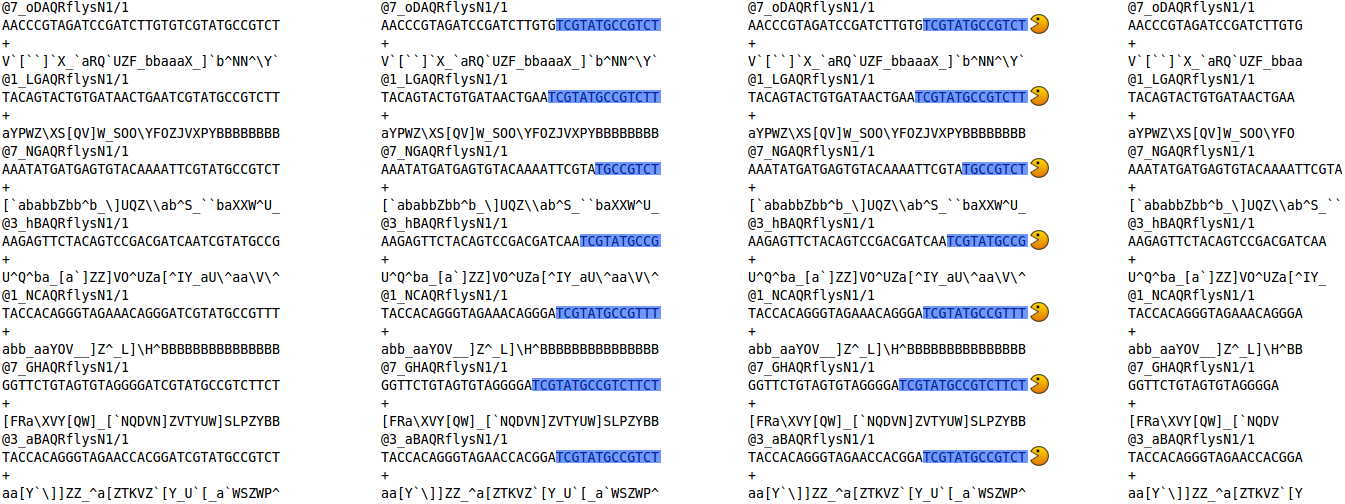 @7_oDAQRflysN1/1
AACCCGTAGATCCGATCTTGTGTCGTATGCCGTCT
+
V`[``]`X_`aRQ`UZF_bbaaaX_]`b^NN^\Y`
@1_LGAQRflysN1/1
TACAGTACTGTGATAACTGAATCGTATGCCGTCTT
+
aYPWZ\XS[QV]W_SOO\YFOZJVXPYBBBBBBBB
@7_NGAQRflysN1/1
AAATATGATGAGTGTACAAAATTCGTATGCCGTCT
+
[`ababbZbb^b_\]UQZ\\ab^S_``baXXW^U_
@3_hBAQRflysN1/1
AAGAGTTCTACAGTCCGACGATCAATCGTATGCCG
+
U^Q^ba_[a`]ZZ]VO^UZa[^IY_aU\^aa\V\^
@1_NCAQRflysN1/1
TACCACAGGGTAGAAACAGGGATCGTATGCCGTTT
+
abb_aaYOV__]Z^_L]\H^BBBBBBBBBBBBBBB
@7_GHAQRflysN1/1
GGTTCTGTAGTGTAGGGGATCGTATGCCGTCTTCT
+
[FRa\XVY[QW]_[`NQDVN]ZVTYUW]SLPZYBB
@3_aBAQRflysN1/1
TACCACAGGGTAGAACCACGGATCGTATGCCGTCT
+
aa[Y`\]]ZZ_^a[ZTKVZ`[Y_U`[_a`WSZWP^
@7_oDAQRflysN1/1
AACCCGTAGATCCGATCTTGTGTCGTATGCCGTCT
+
V`[``]`X_`aRQ`UZF_bbaaaX_]`b^NN^\Y`
@1_LGAQRflysN1/1
TACAGTACTGTGATAACTGAATCGTATGCCGTCTT
+
aYPWZ\XS[QV]W_SOO\YFOZJVXPYBBBBBBBB
@7_NGAQRflysN1/1
AAATATGATGAGTGTACAAAATTCGTATGCCGTCT
+
[`ababbZbb^b_\]UQZ\\ab^S_``baXXW^U_
@3_hBAQRflysN1/1
AAGAGTTCTACAGTCCGACGATCAATCGTATGCCG
+
U^Q^ba_[a`]ZZ]VO^UZa[^IY_aU\^aa\V\^
@1_NCAQRflysN1/1
TACCACAGGGTAGAAACAGGGATCGTATGCCGTTT
+
abb_aaYOV__]Z^_L]\H^BBBBBBBBBBBBBBB
@7_GHAQRflysN1/1
GGTTCTGTAGTGTAGGGGATCGTATGCCGTCTTCT
+
[FRa\XVY[QW]_[`NQDVN]ZVTYUW]SLPZYBB
@3_aBAQRflysN1/1
TACCACAGGGTAGAACCACGGATCGTATGCCGTCT
+
aa[Y`\]]ZZ_^a[ZTKVZ`[Y_U`[_a`WSZWP^
@7_oDAQRflysN1/1
AACCCGTAGATCCGATCTTGTGTCGTATGCCGTCT
+
V`[``]`X_`aRQ`UZF_bbaaaX_]`b^NN^\Y`
@1_LGAQRflysN1/1
TACAGTACTGTGATAACTGAATCGTATGCCGTCTT
+
aYPWZ\XS[QV]W_SOO\YFOZJVXPYBBBBBBBB
@7_NGAQRflysN1/1
AAATATGATGAGTGTACAAAATTCGTATGCCGTCT
+
[`ababbZbb^b_\]UQZ\\ab^S_``baXXW^U_
@3_hBAQRflysN1/1
AAGAGTTCTACAGTCCGACGATCAATCGTATGCCG
+
U^Q^ba_[a`]ZZ]VO^UZa[^IY_aU\^aa\V\^
@1_NCAQRflysN1/1
TACCACAGGGTAGAAACAGGGATCGTATGCCGTTT
+
abb_aaYOV__]Z^_L]\H^BBBBBBBBBBBBBBB
@7_GHAQRflysN1/1
GGTTCTGTAGTGTAGGGGATCGTATGCCGTCTTCT
+
[FRa\XVY[QW]_[`NQDVN]ZVTYUW]SLPZYBB
@3_aBAQRflysN1/1
TACCACAGGGTAGAACCACGGATCGTATGCCGTCT
+
aa[Y`\]]ZZ_^a[ZTKVZ`[Y_U`[_a`WSZWP^
@7_oDAQRflysN1/1
AACCCGTAGATCCGATCTTGTG
+
V`[``]`X_`aRQ`UZF_bbaa
@1_LGAQRflysN1/1
TACAGTACTGTGATAACTGAA
+
aYPWZ\XS[QV]W_SOO\YFO
@7_NGAQRflysN1/1
AAATATGATGAGTGTACAAAATTCGTA
+
[`ababbZbb^b_\]UQZ\\ab^S_``
@3_hBAQRflysN1/1
AAGAGTTCTACAGTCCGACGATCAA
+
U^Q^ba_[a`]ZZ]VO^UZa[^IY_
@1_NCAQRflysN1/1
TACCACAGGGTAGAAACAGGGA
+
abb_aaYOV__]Z^_L]\H^BB
@7_GHAQRflysN1/1
GGTTCTGTAGTGTAGGGGA
+
[FRa\XVY[QW]_[`NQDV
@3_aBAQRflysN1/1
TACCACAGGGTAGAACCACGGA
+
aa[Y`\]]ZZ_^a[ZTKVZ`[Y